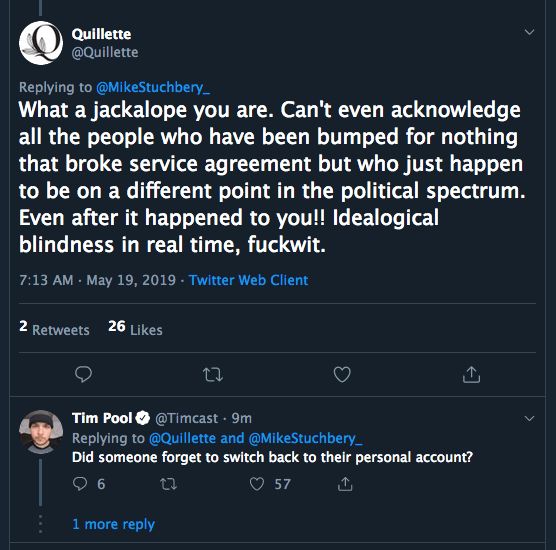 Quillette
@Quillette
Replying to @MikeStuchbery_
What a jackalope you are. Can't even acknowledge
all the people who have been bumped for nothing
that broke service agreement but who just happen
to be on a different point in the political spectrum.
Even after it happened to you!! Idealogical
blindness in real time, fuckwit.
7:13 AM · May 19, 2019 · Twitter Web Client
2 Retweets 26 Likes
Tim Pool @Timcast · 9m
Replying to @Quillette and @MikeStuchbery_
Did someone forget to switch back to their personal account?
6 57
1 more reply